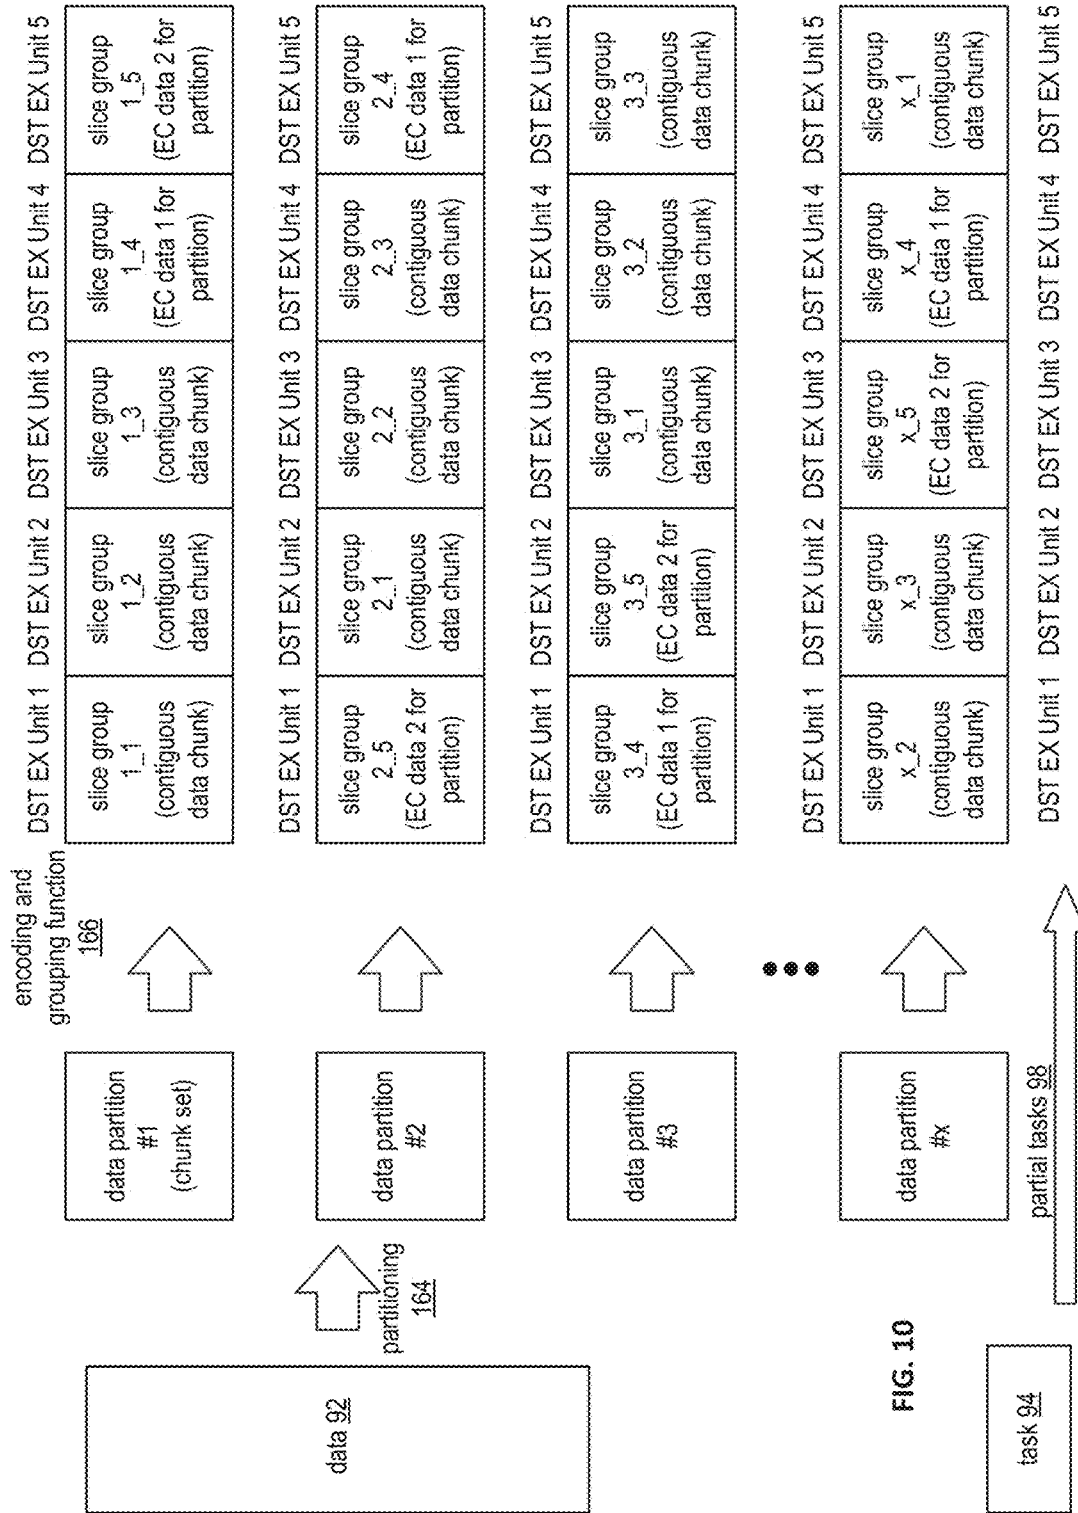 data 92
partitioning
164
data partition
#1
(chunk set)
data partition
#2
data partition
#3
data partition
#x
encoding and
grouping function
166
DST EX Unit 1 DST EX Unit 2 DST EX Unit 3 DST EX Unit 4 DST EX Unit 5
slice group
1_1
(contiguous
data chunk)
slice group
1_2
(contiguous
data chunk)
slice group
1_3
(contiguous
data chunk)
slice group
1_4
(EC data 1 for
partition)
slice group
1_5
(EC data 2 for
partition)
DST EX Unit 1 DST EX Unit 2 DST EX Unit 3 DST EX Unit 4 DST EX Unit 5
slice group
2_5
(EC data 2 for
partition)
slice group
2_1
(contiguous
data chunk)
slice group
2_2
(contiguous
data chunk)
slice group
2_3
(contiguous
data chunk)
slice group
2_4
(EC data 1 for
partition)
DST EX Unit 1 DST EX Unit 2 DST EX Unit 3 DST EX Unit 4 DST EX Unit 5
slice group
3_4
(EC data 1 for
partition)
slice group
3_5
(EC data 2 for
partition)
slice group
3_1
(contiguous
data chunk)
slice group
3_2
(contiguous
data chunk)
slice group
3_3
(contiguous
data chunk)
DST EX Unit 1 DST EX Unit 2 DST EX Unit 3 DST EX Unit 4 DST EX Unit 5
slice group
x_2
(contiguous
data chunk)
slice group
x_3
(contiguous
data chunk)
slice group
x_5
(EC data 2 for
partition)
slice group
x_4
(EC data 1 for
partition)
slice group
x_1
(contiguous
data chunk)
FIG. 10
task 94
partial tasks 98
DST EX Unit 1 DST EX Unit 2 DST EX Unit 3 DST EX Unit 4 DST EX Unit 5